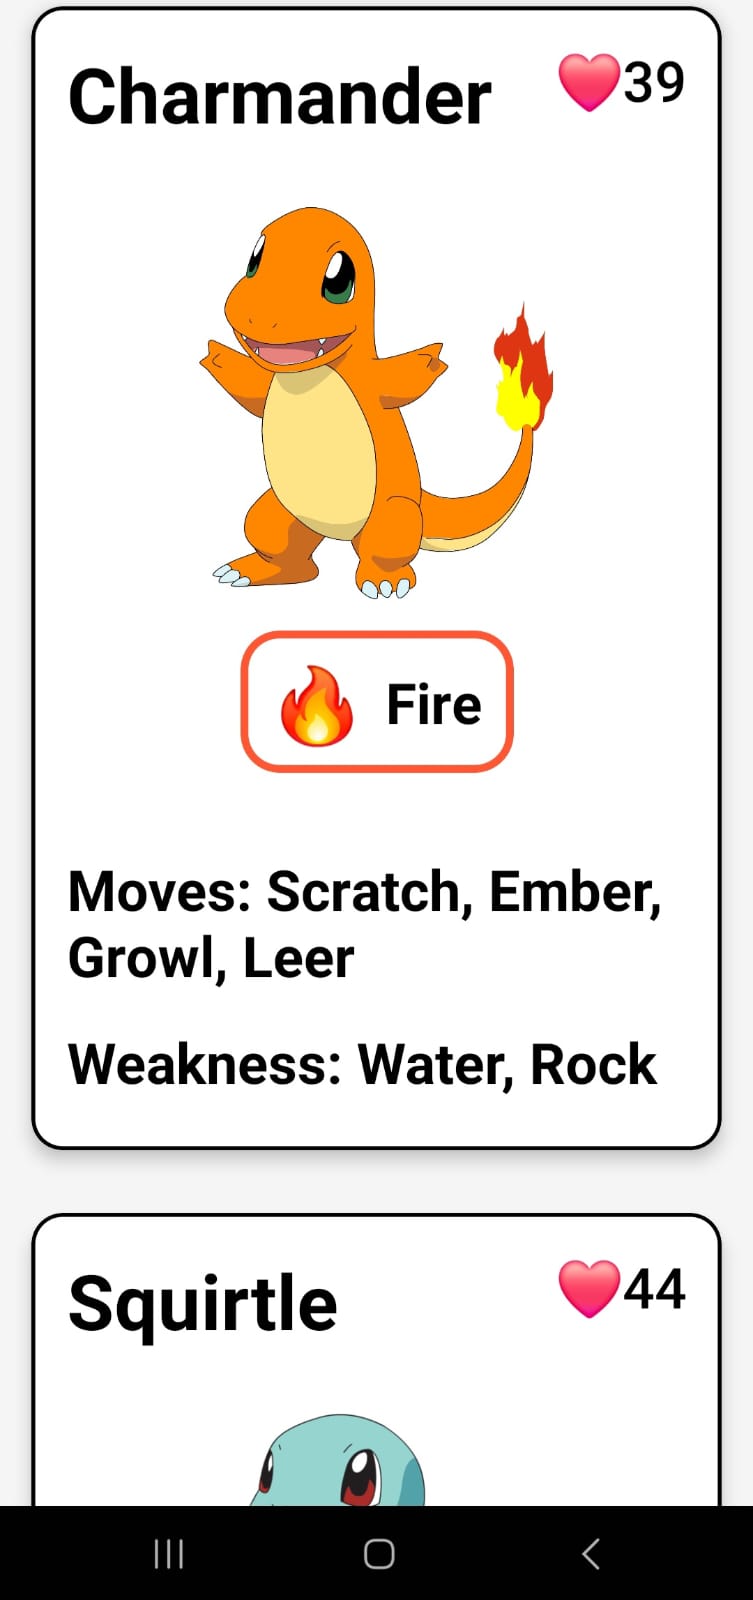 Charmander
39
Fire
Moves: Scratch, Ember,
Growl, Leer
Weakness: Water, Rock
Squirtle
44